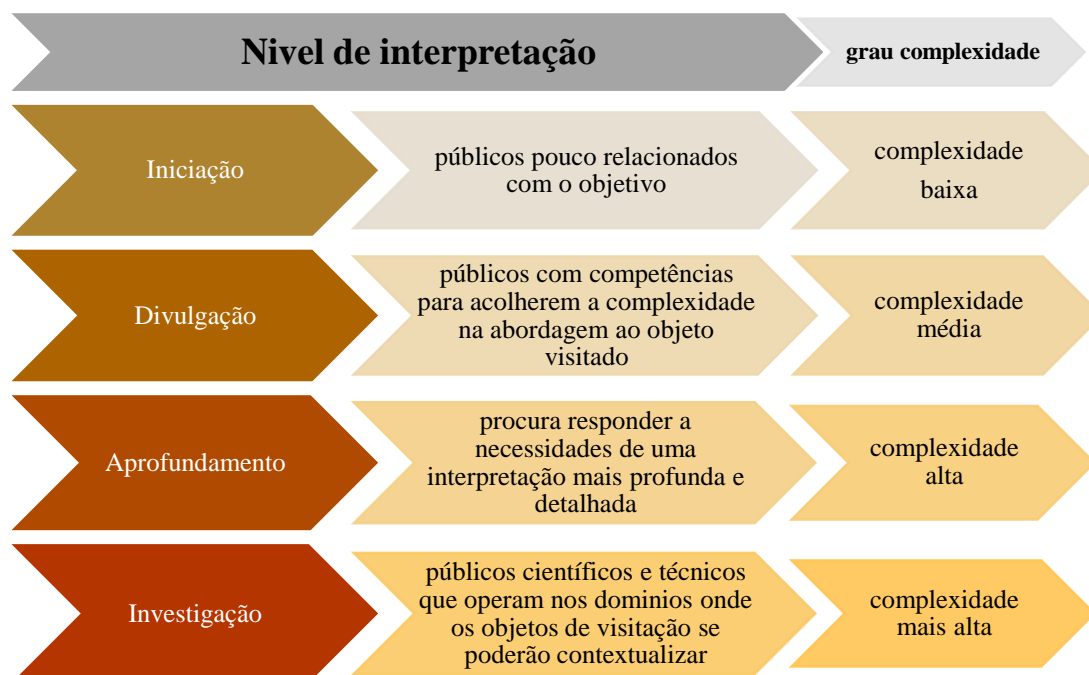 Nivel de interpretação
grau complexidade
Iniciação
públicos pouco relacionados
com o objetivo
complexidade
baixa
Divulgação
públicos com competências
para acolherem a complexidade
na abordagem ao objeto
visitado
complexidade
média
Aprofundamento
procura responder a
necessidades de uma
interpretação mais profunda e
detalhada
complexidade
alta
Investigação
públicos científicos e técnicos
que operam nos dominios onde
os objetos de visitação se
poderão contextualizar
complexidade
mais alta